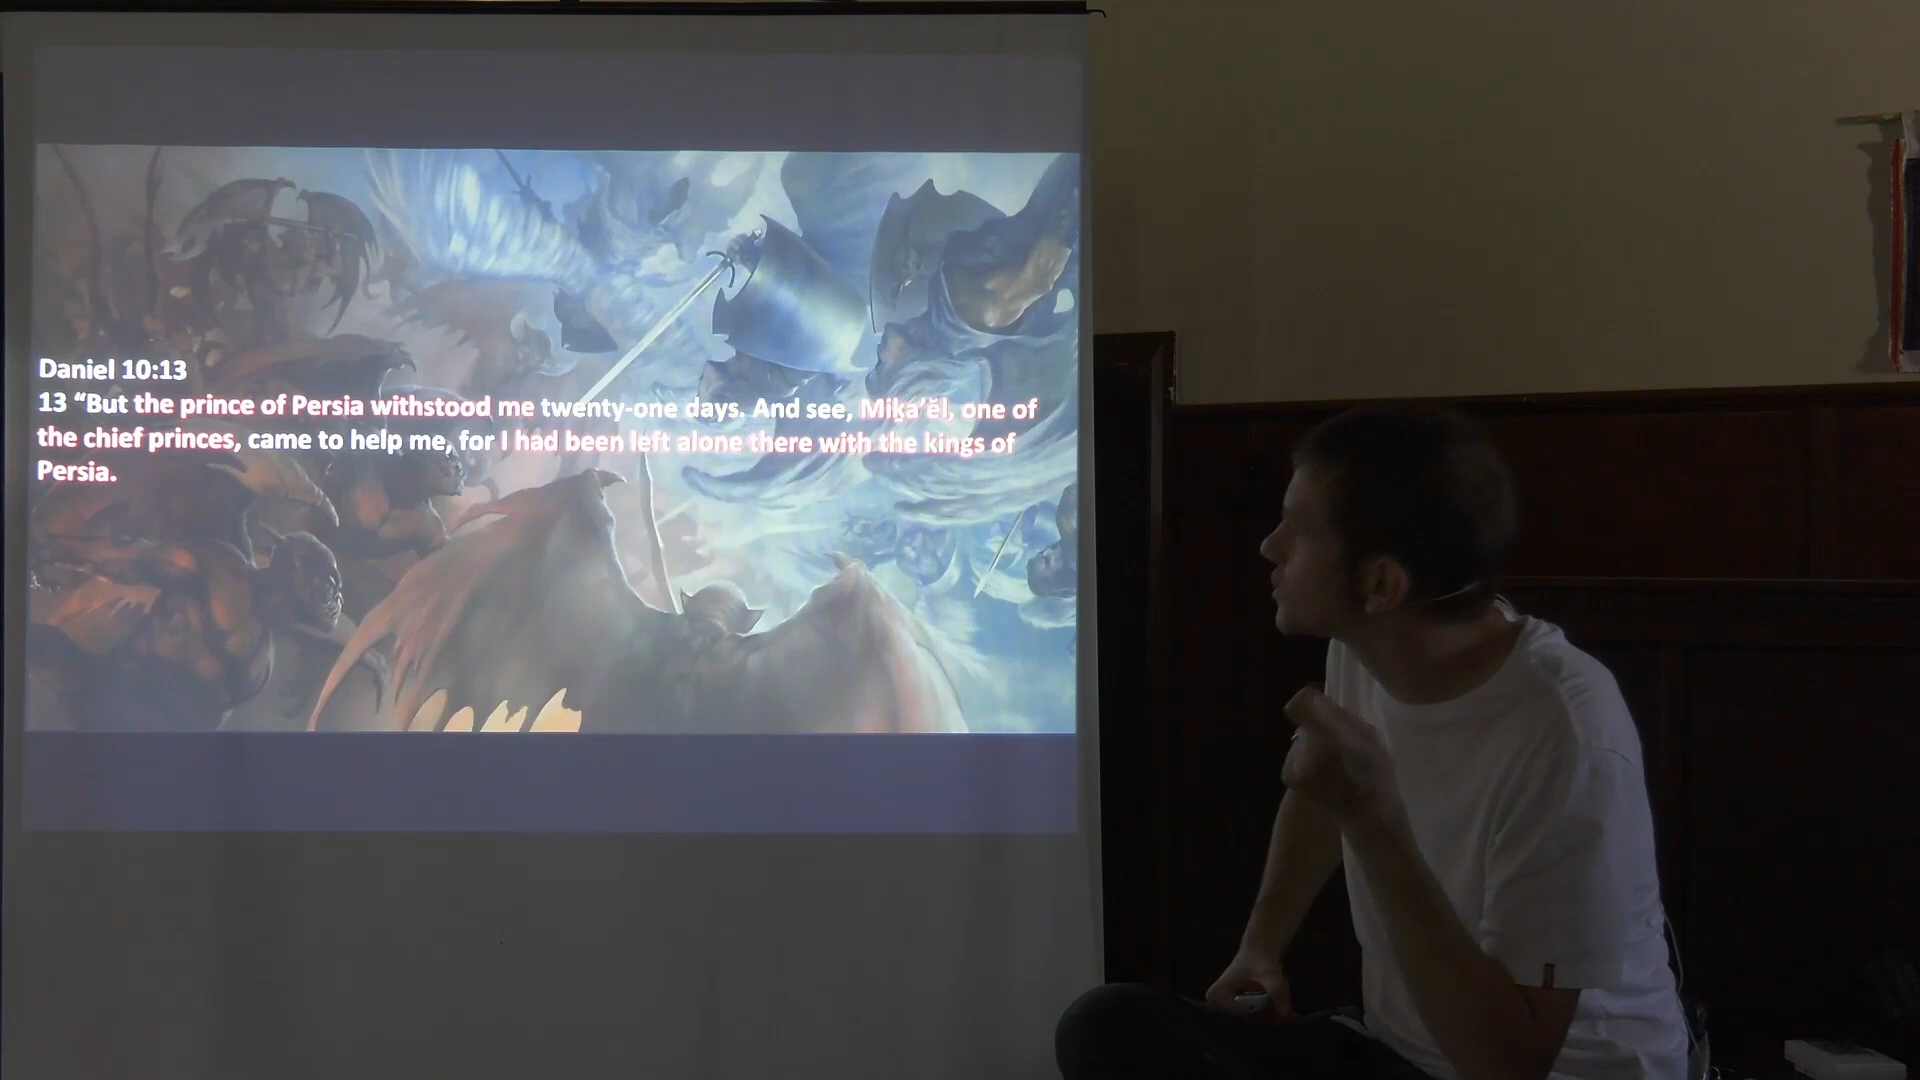 Daniel 10:13
13 “But the prince of Persia withstood me twenty-one days. And see, Miḵa’ĕl, one of
the chief princes, came to help me, for I had been left alone there with the kings of
Persia.